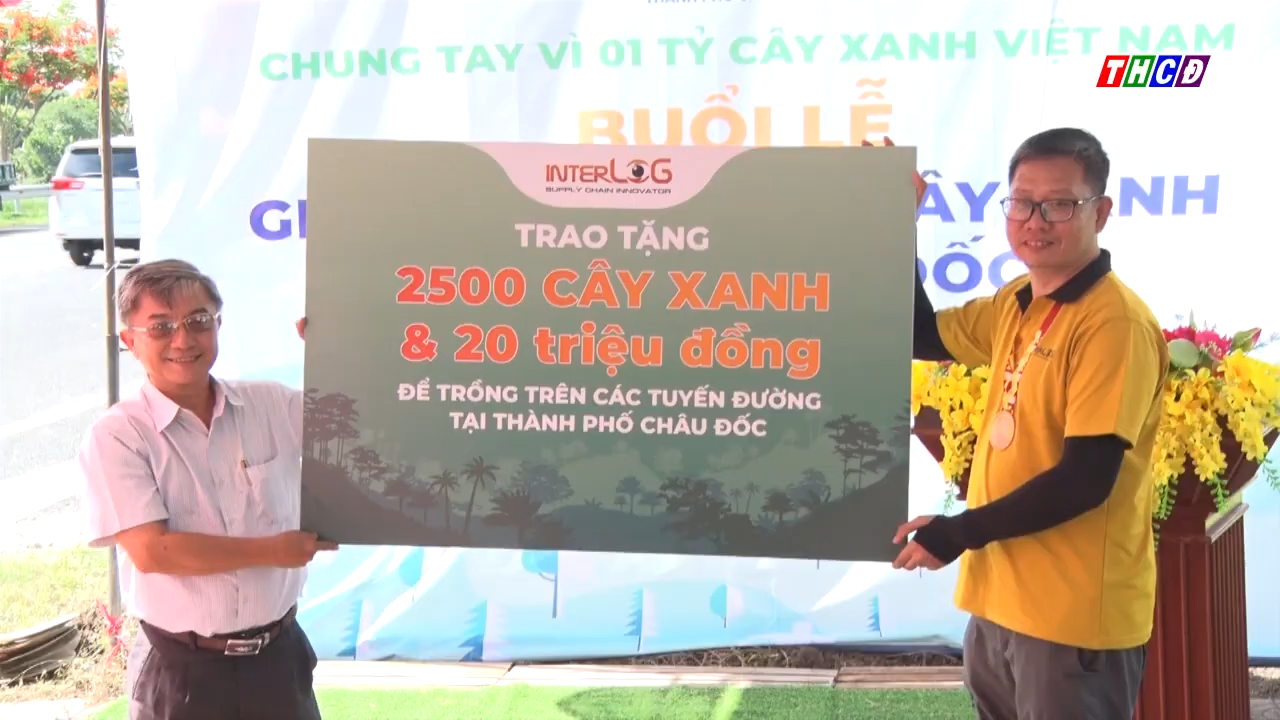 CHUNG TAY VÌ 01 TỶ CÂY XANH VIỆT NAM
THCĐ
BUỔI LỄ
INTERLOG
SUPPLY CHAIN INNOVATOR
TRAO TẶNG
2500 CÂY XANH
& 20 triệu đồng
ĐỂ TRỒNG TRÊN CÁC TUYẾN ĐƯỜNG
TẠI THÀNH PHỐ CHÂU ĐỐC